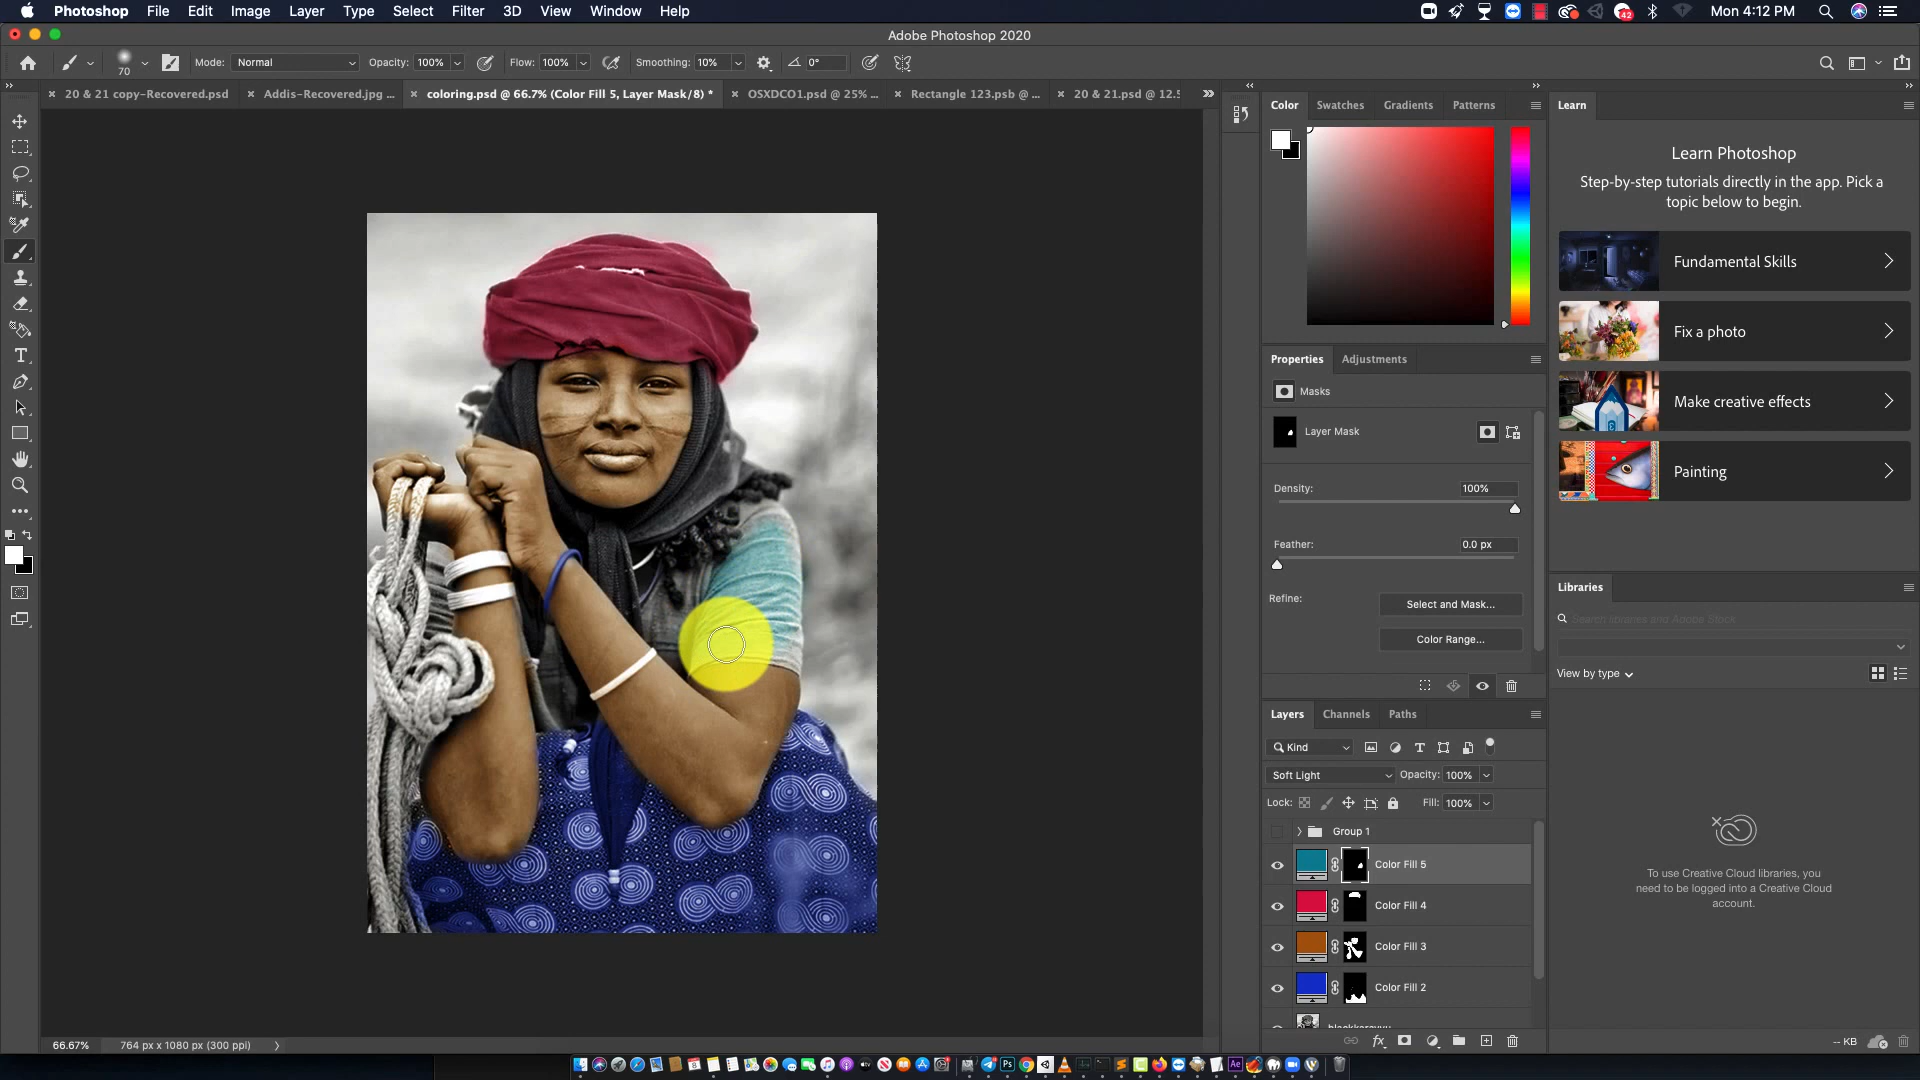 Photoshop File Edit Image Layer Type Select Filter 3D View Window Help
42 Mon 4:12 PM
Adobe Photoshop 2020
70 Mode: Normal Opacity: 100% Flow: 100% Smoothing: 10% 0°
20 & 21 copy-Recovered.psd Addis-Recovered.jpg ... coloring.psd @ 66.7% (Color Fill 5, Layer Mask/8) * OSXDCO1.psd @ 25% ... Rectangle 123.psb @ ... 20 & 21.psd @ 12.5
Color Swatches Gradients Patterns
Learn
Learn Photoshop
Step-by-step tutorials directly in the app. Pick a
topic below to begin.
Fundamental Skills
Fix a photo
Make creative effects
Painting
Properties Adjustments
Masks
Layer Mask
Density: 100%
Feather: 0.0 px
Refine: Select and Mask...
Color Range...
Libraries
Search libraries and Adobe Stock
View by type
Layers Channels Paths
Kind
Soft Light Opacity: 100%
Lock: Fill: 100%
Group 1
Color Fill 5
Color Fill 4
Color Fill 3
Color Fill 2
To use Creative Cloud libraries, you
need to be logged into a Creative Cloud
account.
-- KB
66.67% 764 px x 1080 px (300 ppi)